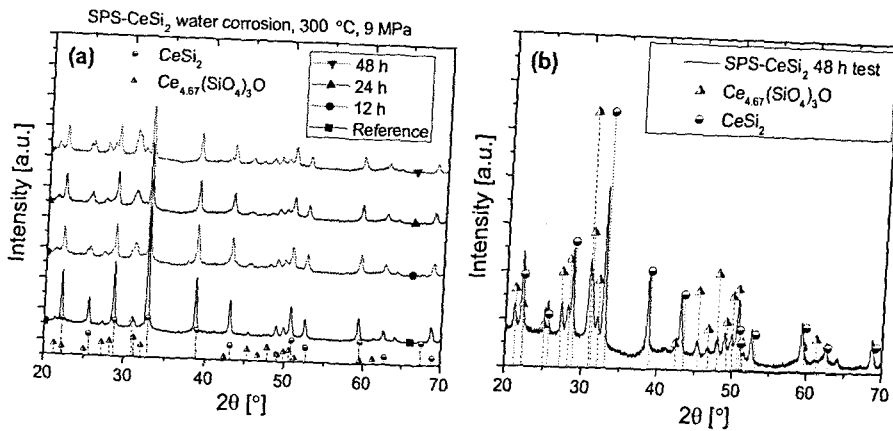 SPS-CeSi₂ water corrosion, 300 °C, 9 MPa
(a)
CeSi₂
Ce₄.₆₇(SiO₄)₃O
48 h
24 h
12 h
Reference
Intensity [a.u.]
20 30 40 50 60 70
2θ [°]
(b)
SPS-CeSi₂ 48 h test
Ce₄.₆₇(SiO₄)₃O
CeSi₂
Intensity [a.u.]
20 30 40 50 60 70
2θ [°]